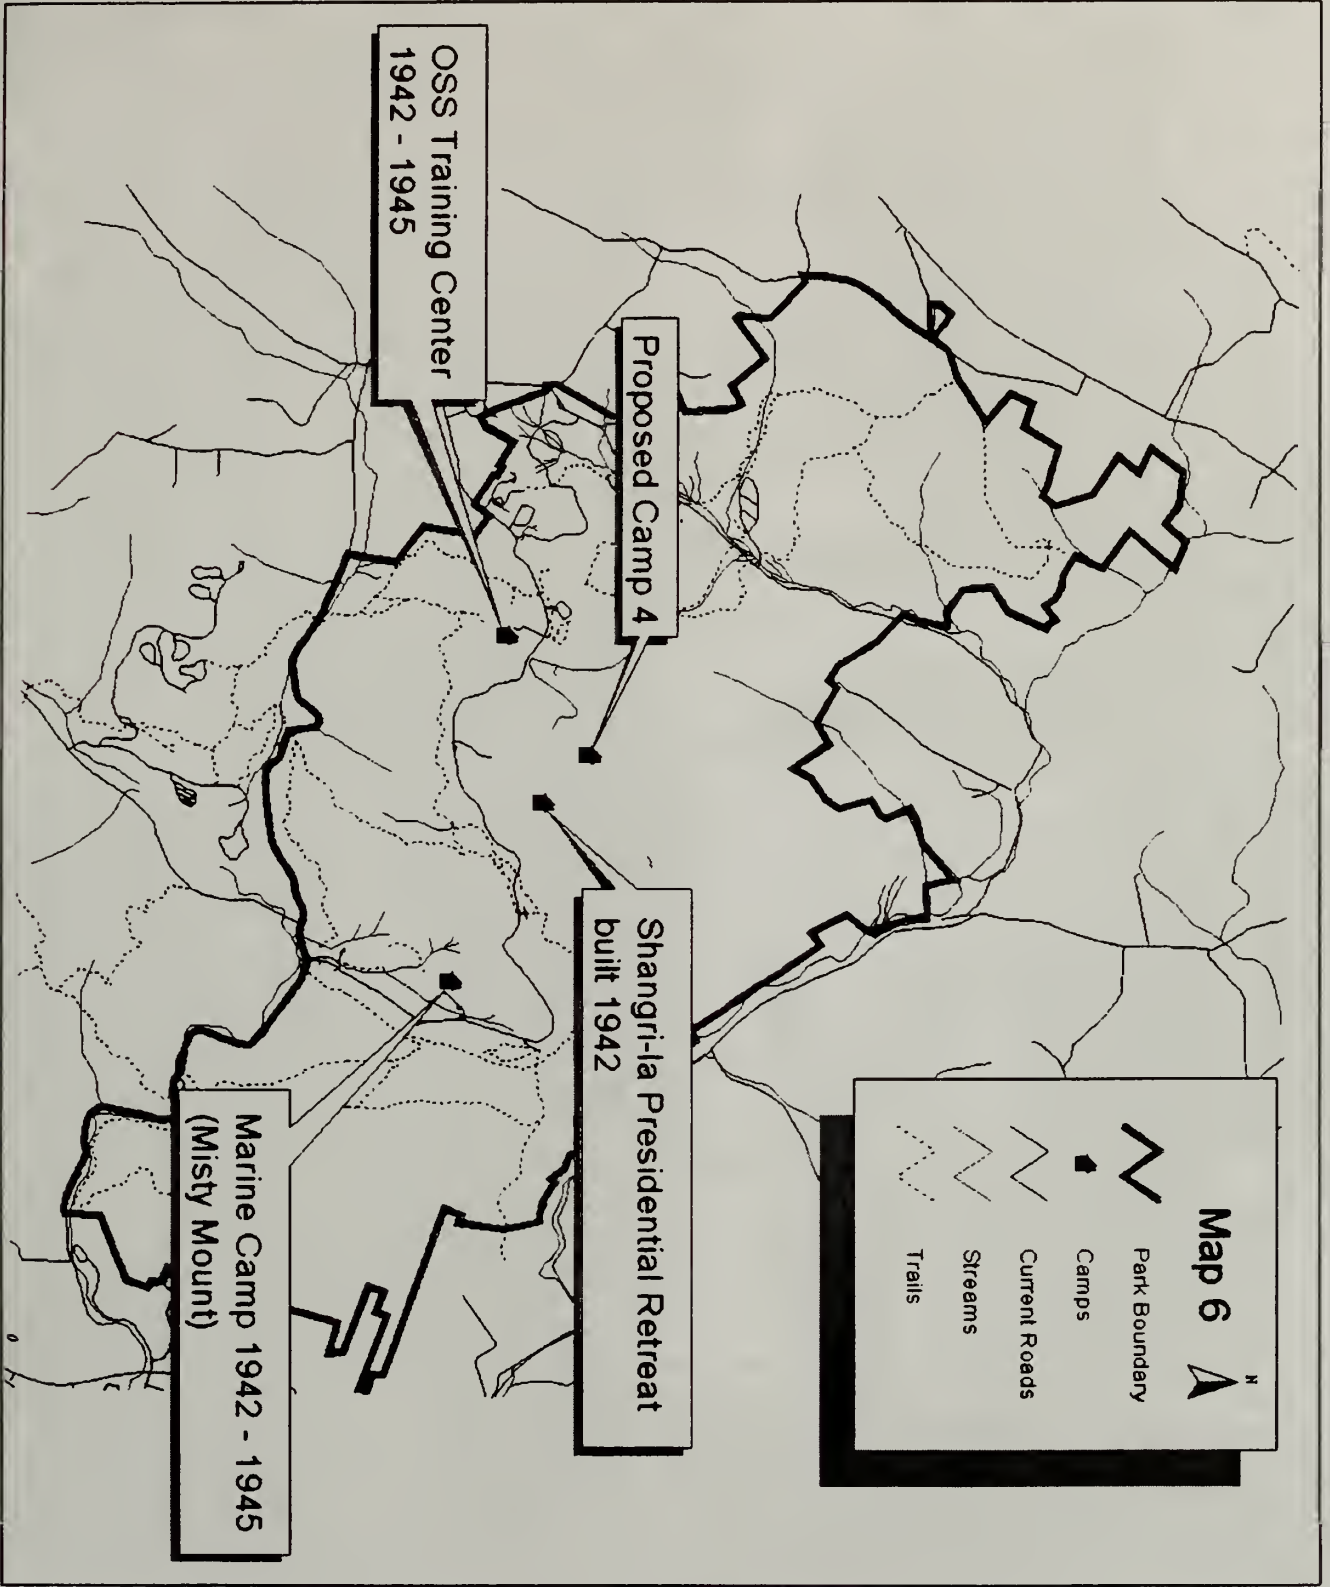 Map 6
N
Park Boundary
Camps
Current Roads
Streams
Trails
Proposed Camp 4
Shangri-la Presidential Retreat
built 1942
OSS Training Center
1942 - 1945
Marine Camp 1942 - 1945
(Misty Mount)